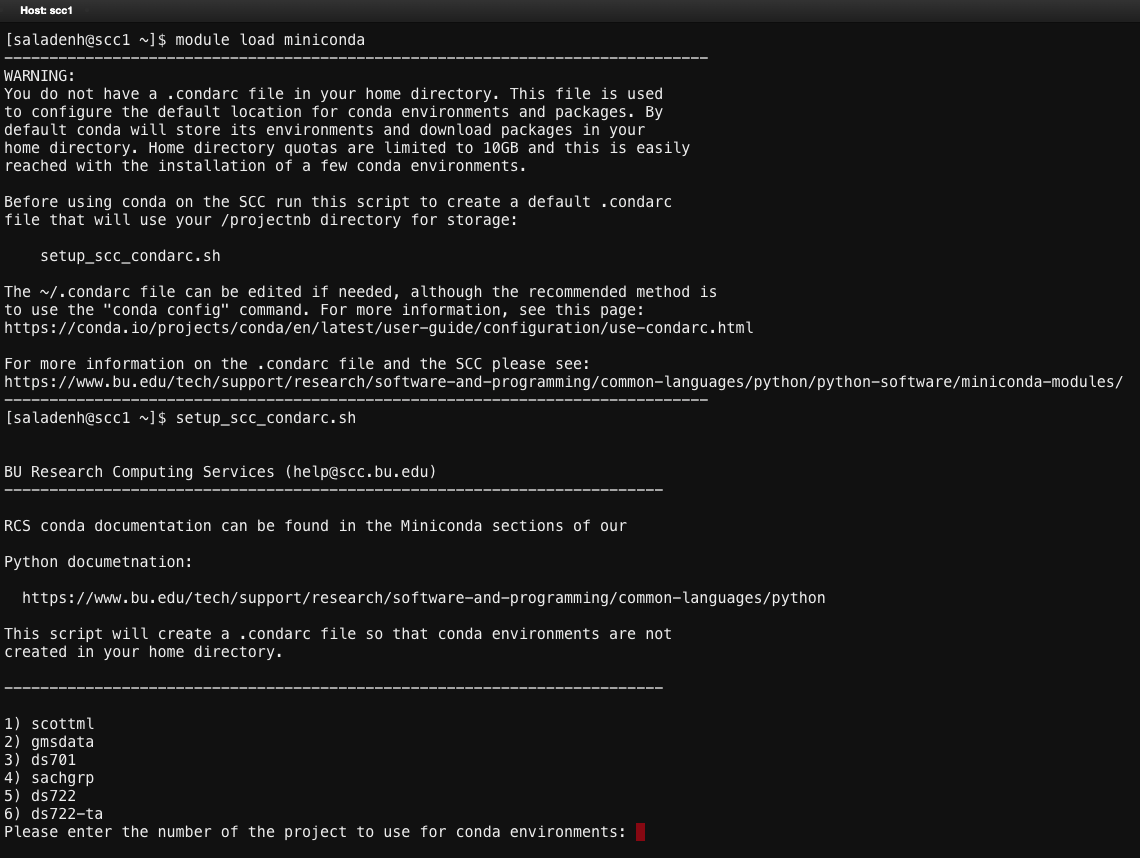 Host: scc1
[saladenh@scc1 ~]$ module load miniconda
------------------------------------------------------------------------------
WARNING:
You do not have a .condarc file in your home directory. This file is used
to configure the default location for conda environments and packages. By
default conda will store its environments and download packages in your
home directory. Home directory quotas are limited to 10GB and this is easily
reached with the installation of a few conda environments.
Before using conda on the SCC run this script to create a default .condarc
file that will use your /projectnb directory for storage:
    setup_scc_condarc.sh
The ~/.condarc file can be edited if needed, although the recommended method is
to use the "conda config" command. For more information, see this page:
https://conda.io/projects/conda/en/latest/user-guide/configuration/use-condarc.html
For more information on the .condarc file and the SCC please see:
https://www.bu.edu/tech/support/research/software-and-programming/common-languages/python/python-software/miniconda-modules/
------------------------------------------------------------------------------
[saladenh@scc1 ~]$ setup_scc_condarc.sh
BU Research Computing Services (help@scc.bu.edu)
-------------------------------------------------------------------------
RCS conda documentation can be found in the Miniconda sections of our
Python documetnation:
  https://www.bu.edu/tech/support/research/software-and-programming/common-languages/python
This script will create a .condarc file so that conda environments are not
created in your home directory.
-------------------------------------------------------------------------
1) scottml
2) gmsdata
3) ds701
4) sachgrp
5) ds722
6) ds722-ta
Please enter the number of the project to use for conda environments: